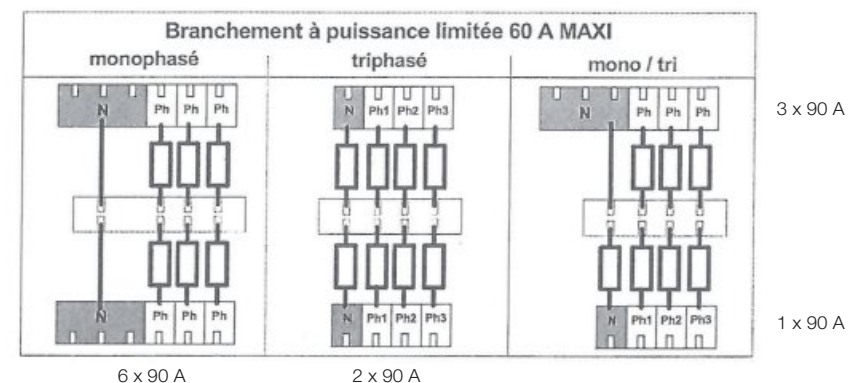 Branchement à puissance limitée 60 A MAXI
monophasé
triphasé
mono / tri
N Ph Ph Ph
N Ph1 Ph2 Ph3
N Ph Ph Ph
3 x 90 A
N Ph Ph Ph
N Ph1 Ph2 Ph3
N Ph1 Ph2 Ph3
1 x 90 A
6 x 90 A
2 x 90 A